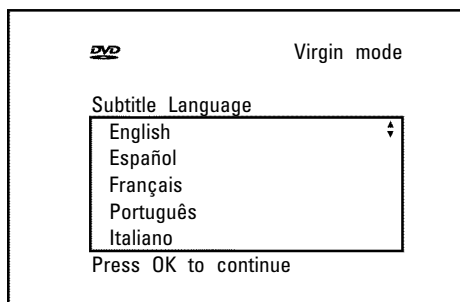 DVD Virgin mode
Subtitle Language
English
Español
Français
Português
Italiano
Press OK to continue